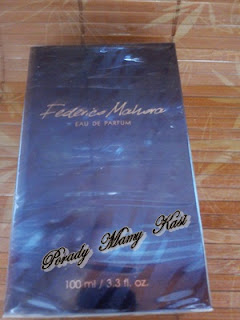 Federico Mahora
EAU DE PARFUM
Porady Mamy Kasi
100 ml / 3.3 fl. oz.